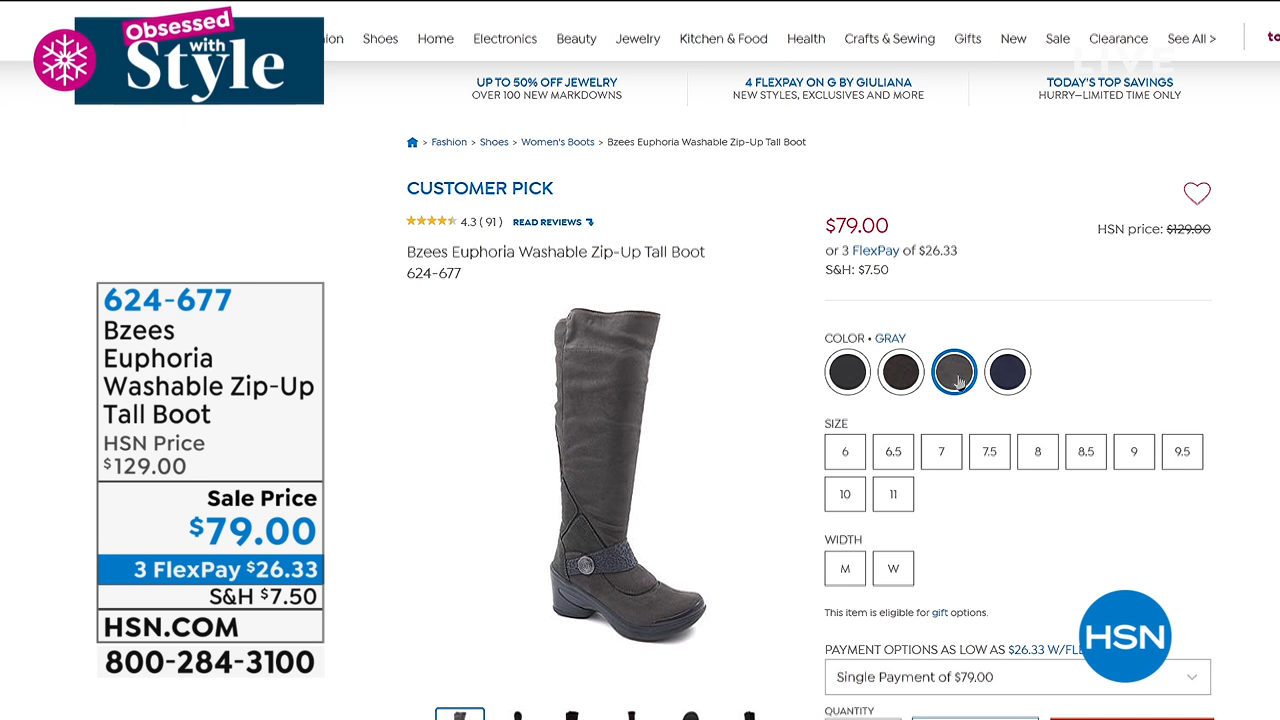 Obsessed
with
Style
Shoes
Home
Electronics
Beauty
Jewelry
Kitchen & Food
Health
Crafts & Sewing
Gifts
New
Sale
Clearance
See All >
LIVE
UP TO 50% OFF JEWELRY
OVER 100 NEW MARKDOWNS
4 FLEXPAY ON G BY GIULIANA
NEW STYLES, EXCLUSIVES AND MORE
TODAY'S TOP SAVINGS
HURRY—LIMITED TIME ONLY
> Fashion > Shoes > Women's Boots > Bzees Euphoria Washable Zip-Up Tall Boot
CUSTOMER PICK
4.3 ( 91 ) READ REVIEWS
Bzees Euphoria Washable Zip-Up Tall Boot
624-677
$79.00
HSN price: $129.00
or 3 FlexPay of $26.33
S&H: $7.50
COLOR • GRAY
SIZE
6
6.5
7
7.5
8
8.5
9
9.5
10
11
WIDTH
M
W
This item is eligible for gift options.
PAYMENT OPTIONS AS LOW AS $26.33 W/FLE
Single Payment of $79.00
QUANTITY
624-677
Bzees
Euphoria
Washable Zip-Up
Tall Boot
HSN Price
$129.00
Sale Price
$79.00
3 FlexPay $26.33
S&H $7.50
HSN.COM
800-284-3100
HSN